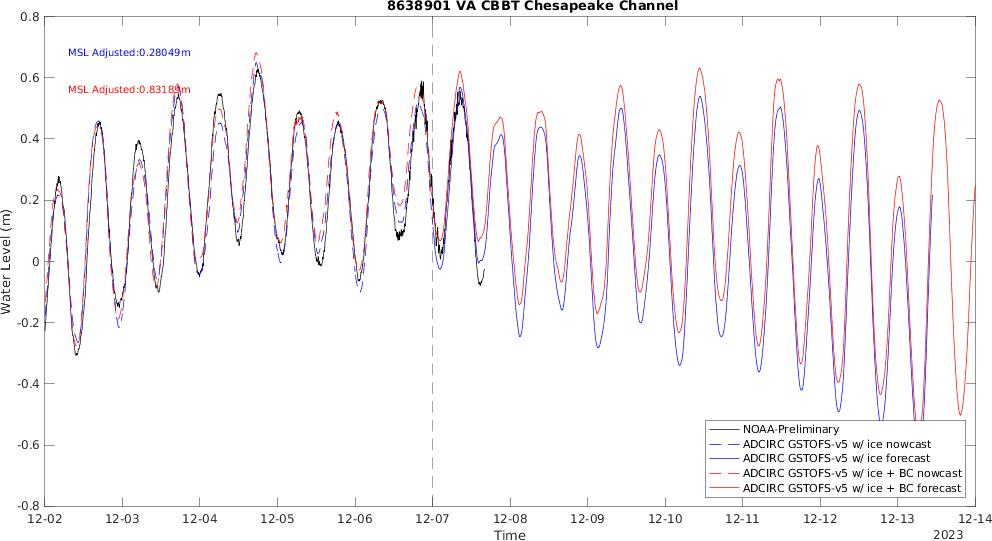 8638901 VA CBBT Chesapeake Channel
MSL Adjusted:0.28049m
MSL Adjusted:0.83189m
Water Level (m)
0.8
0.6
0.4
0.2
0
-0.2
-0.4
-0.6
-0.8
NOAA-Preliminary
ADCIRC GSTOFS-v5 w/ ice nowcast
ADCIRC GSTOFS-v5 w/ ice forecast
ADCIRC GSTOFS-v5 w/ ice + BC nowcast
ADCIRC GSTOFS-v5 w/ ice + BC forecast
12-02 12-03 12-04 12-05 12-06 12-07 12-08 12-09 12-10 12-11 12-12 12-13 12-14
Time
2023